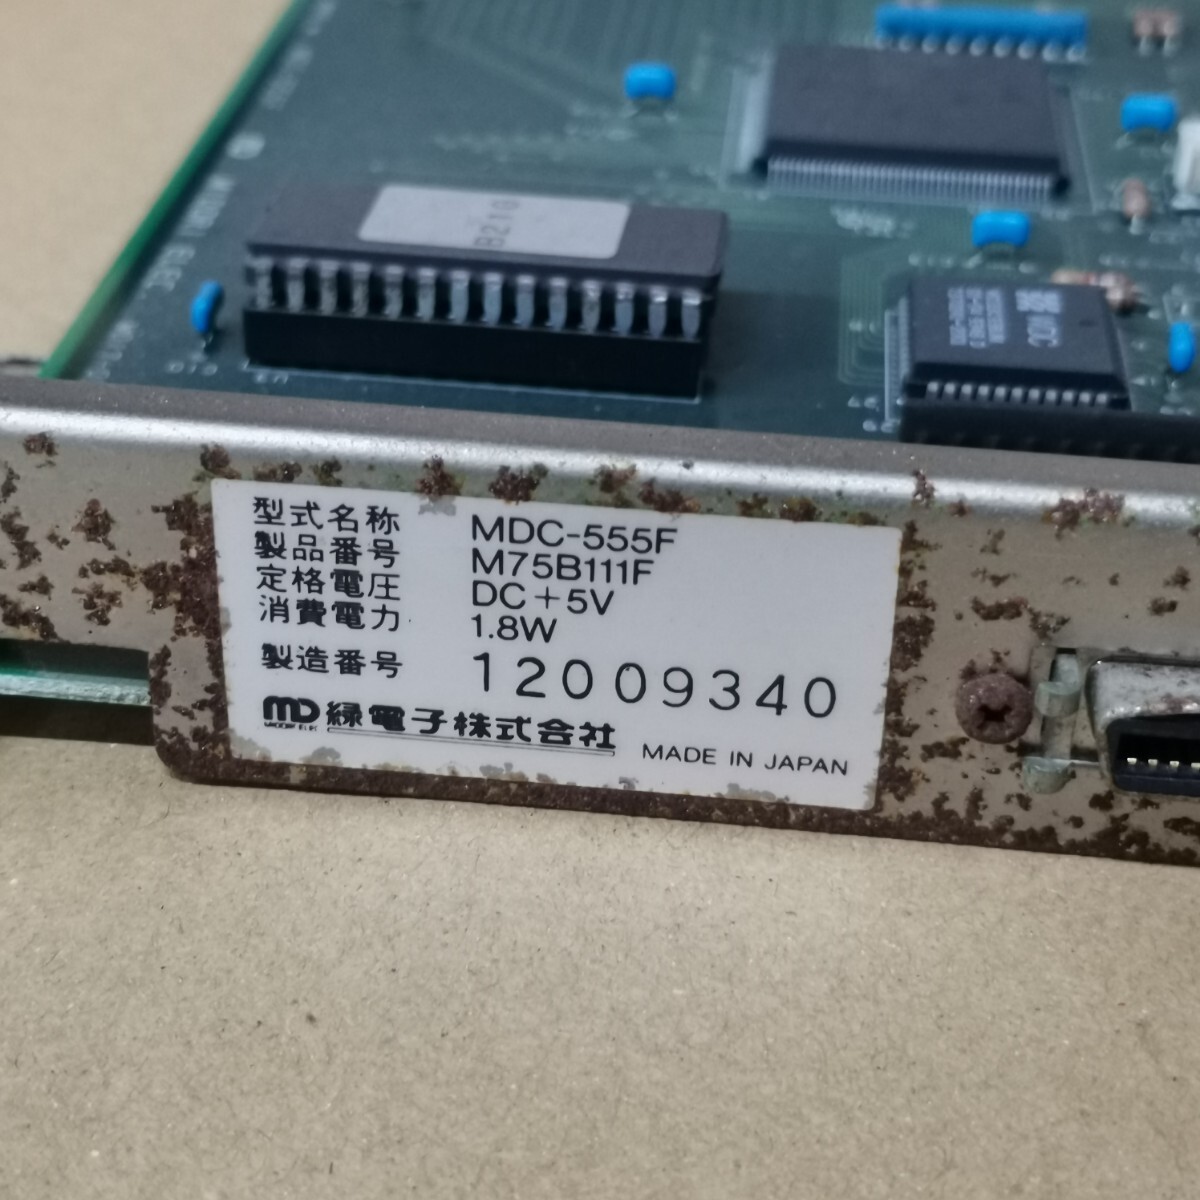 B210
型式名称 MDC-555F
製品番号 M75B111F
定格電圧 DC+5V
消費電力 1.8W
製造番号 12009340
MD 緑電子株式会社 MADE IN JAPAN